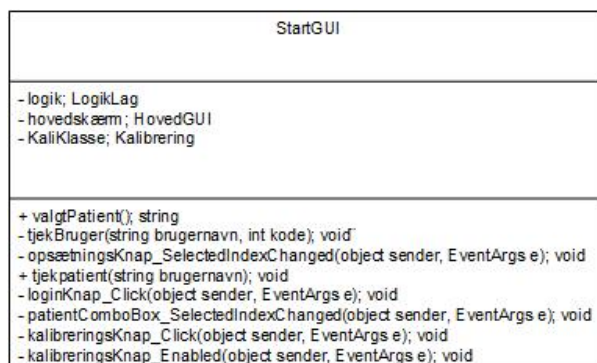 StartGUI
- logik; LogikLag
- hovedskærm; HovedGUI
- KaliKlasse; Kalibrering
+ valgtPatient(); string
- tjekBruger(string brugernavn, int kode); void¨
- opsætningsKnap_SelectedIndexChanged(object sender, EventArgs e); void
+ tjekpatient(string brugernavn); void
- loginKnap_Click(object sender, EventArgs e); void
- patientComboBox_SelectedIndexChanged(object sender, EventArgs e); void
- kalibreringsKnap_Click(object sender, EventArgs e); void
- kalibreringsKnap_Enabled(object sender, EventArgs e); void